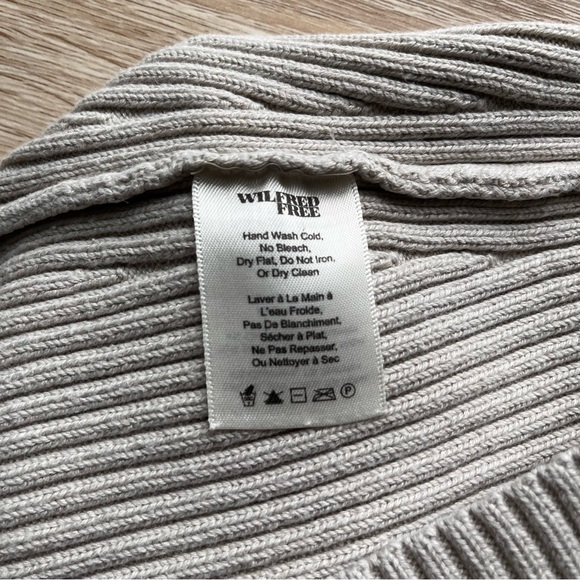 WILFRED
FREE
Hand Wash Cold,
No Bleach,
Dry Flat, Do Not Iron,
Or Dry Clean
Laver à La Main à
L'eau Froide,
Pas De Blanchiment,
Sécher à Plat,
Ne Pas Repasser,
Ou Nettoyer à Sec
P